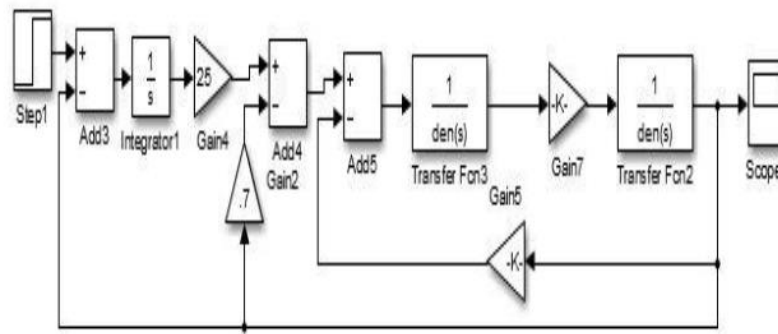 +
−
Step1
Add3
1
s
Integrator1
25
Gain4
+
−
Add4
Gain2
.7
+
−
Add5
1
den(s)
Transfer Fcn3
-K-
Gain7
1
den(s)
Transfer Fcn2
Scope
Gain5
-K-